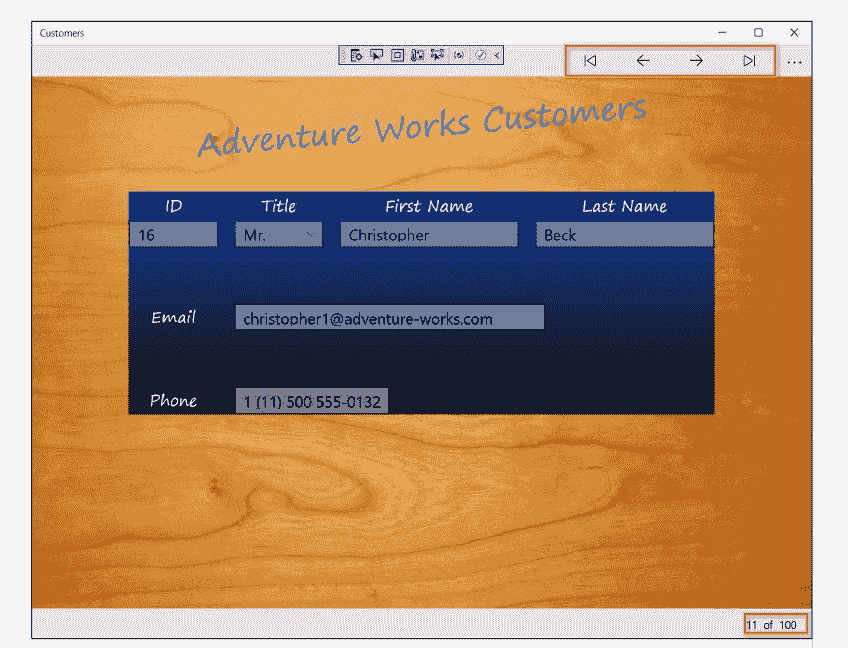 Customers
Adventure Works Customers
ID Title First Name Last Name
16 Mr. Christopher Beck
Email christopher1@adventure-works.com
Phone 1 (11) 500 555-0132
11 of 100